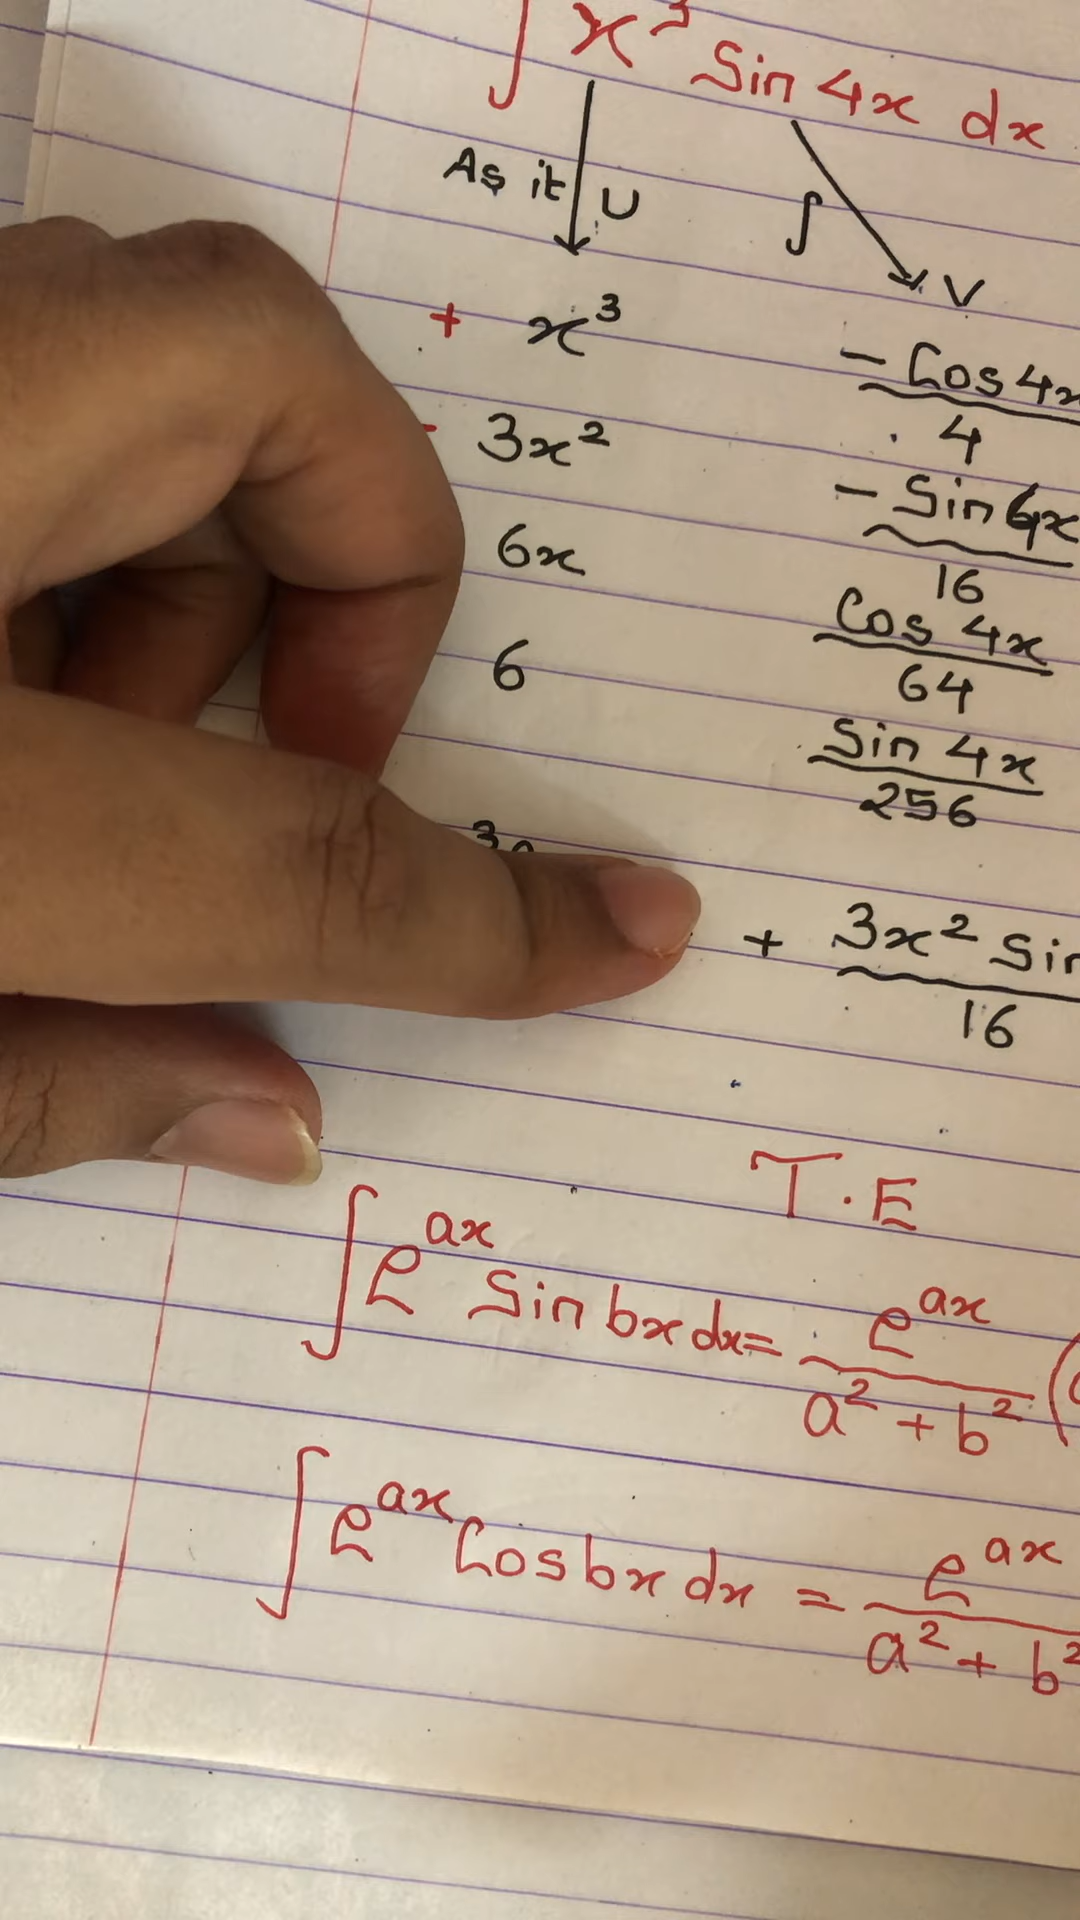 ∫ x³ Sin 4x dx
As it U ∫ V
+ x³ - Cos 4x / 4
- 3x² - Sin 4x / 16
6x Cos 4x / 64
6 Sin 4x / 256
+ 3x² Sin / 16
T.E
∫ e^ax Sin bx dx = e^ax / a² + b² (
∫ e^ax Cos bx dx = e^ax / a² + b²